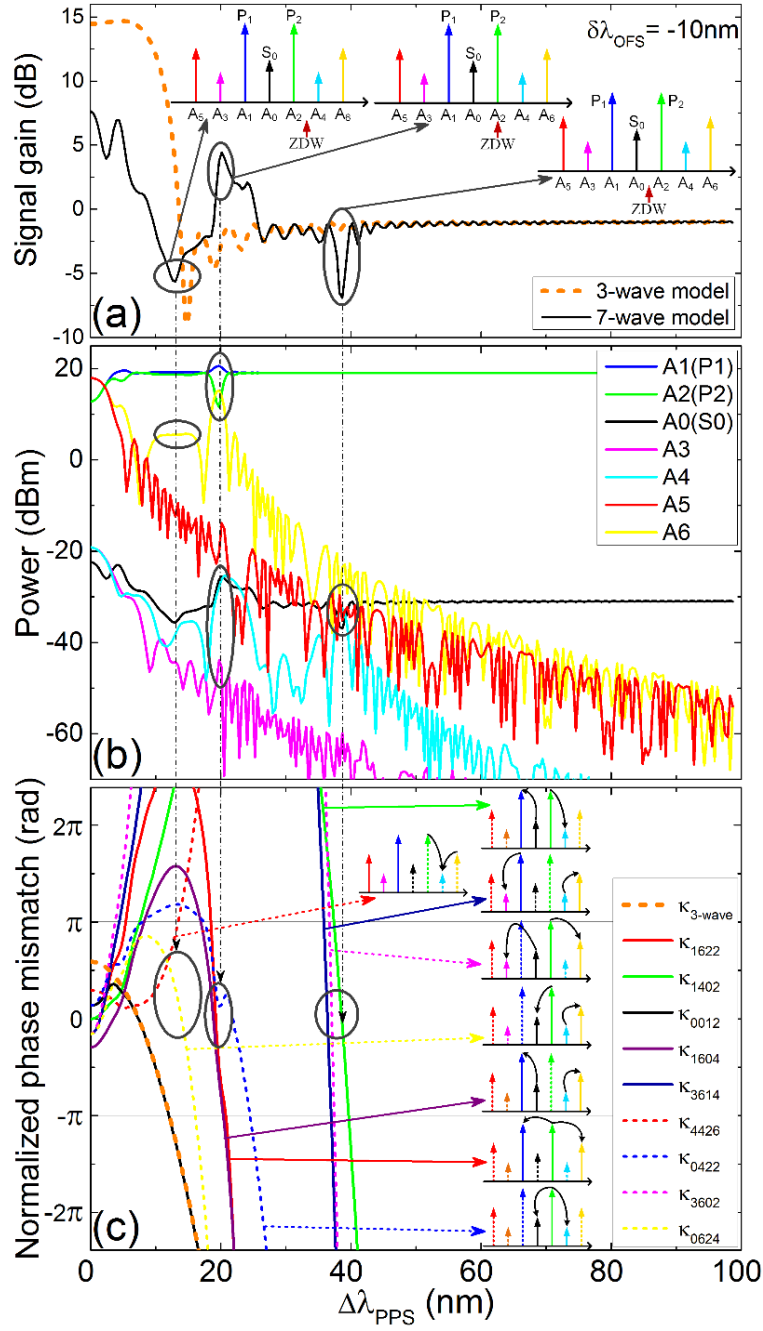 δλOFS= -10nm
P1 P2 S0
A5 A3 A1 A0 A2 A4 A6
ZDW
P1 P2 S0
A5 A3 A1 A0 A2 A4 A6
ZDW
P1 P2 S0
A5 A3 A1 A0 A2 A4 A6
ZDW
Signal gain (dB)
15
10
5
0
-5
-10
(a)
3-wave model
7-wave model
Power (dBm)
20
0
-20
-40
-60
(b)
A1(P1)
A2(P2)
A0(S0)
A3
A4
A5
A6
Normalized phase mismatch (rad)
2π
π
0
-π
-2π
(c)
κ3-wave
κ1622
κ1402
κ0012
κ1604
κ3614
κ4426
κ0422
κ3602
κ0624
0 20 40 60 80 100
ΔλPPS (nm)